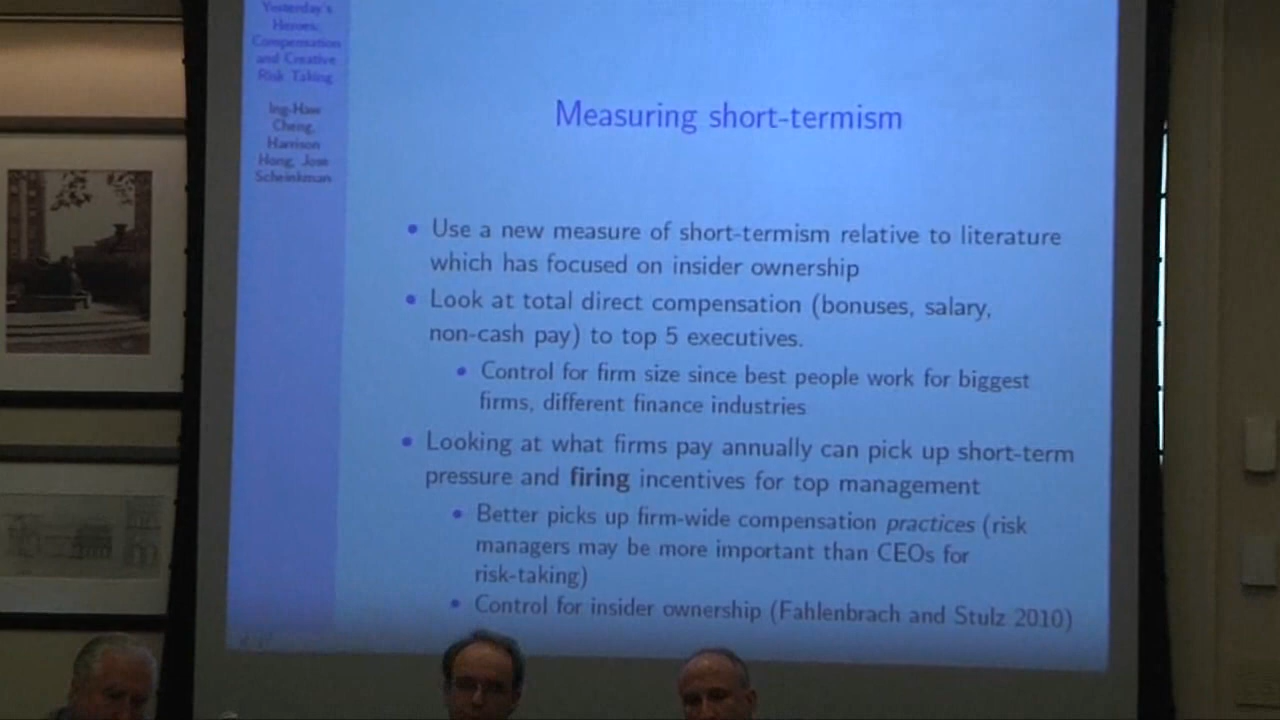 Yesterday's
Heroes:
Compensation
and Creative
Risk Taking
Ing-Haw
Cheng,
Harrison
Hong, Jose
Scheinkman
Measuring short-termism
• Use a new measure of short-termism relative to literature
which has focused on insider ownership
• Look at total direct compensation (bonuses, salary,
non-cash pay) to top 5 executives.
• Control for firm size since best people work for biggest
firms, different finance industries
• Looking at what firms pay annually can pick up short-term
pressure and firing incentives for top management
• Better picks up firm-wide compensation practices (risk
managers may be more important than CEOs for
risk-taking)
• Control for insider ownership (Fahlenbrach and Stulz 2010)